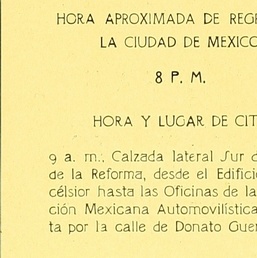 HORA APROXIMADA DE REG
LA CIUDAD DE MEXICO
8 P. M.
HORA Y LUGAR DE CIT
9 a. m., Calzada lateral Sur d
de la Reforma, desde el Edifici
célsior hasta las Oficinas de la
ción Mexicana Automovilística
ta por la calle de Donato Guer